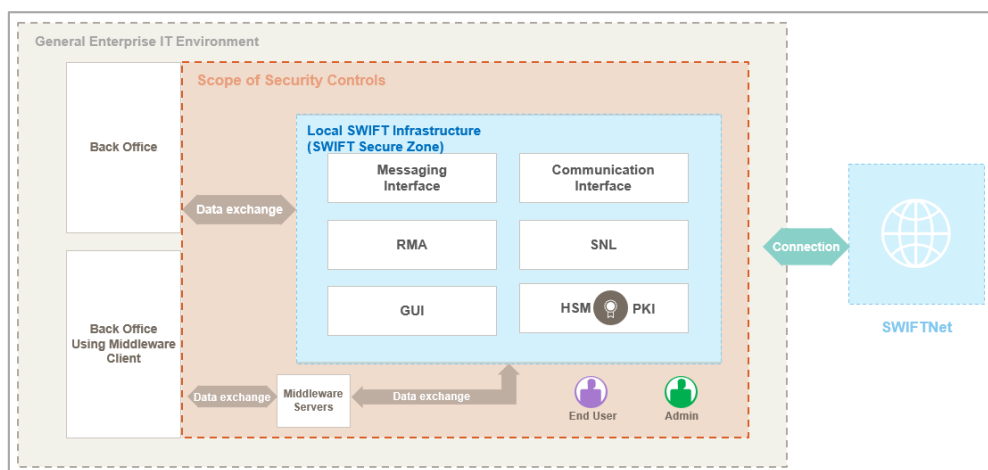 General Enterprise IT Environment
Scope of Security Controls
Back Office
Local SWIFT Infrastructure
(SWIFT Secure Zone)
Messaging
Interface
Communication
Interface
Data exchange
RMA
SNL
Connection
GUI
HSM
PKI
SWIFTNet
Back Office
Using Middleware
Client
Data exchange
Middleware
Servers
Data exchange
End User
Admin